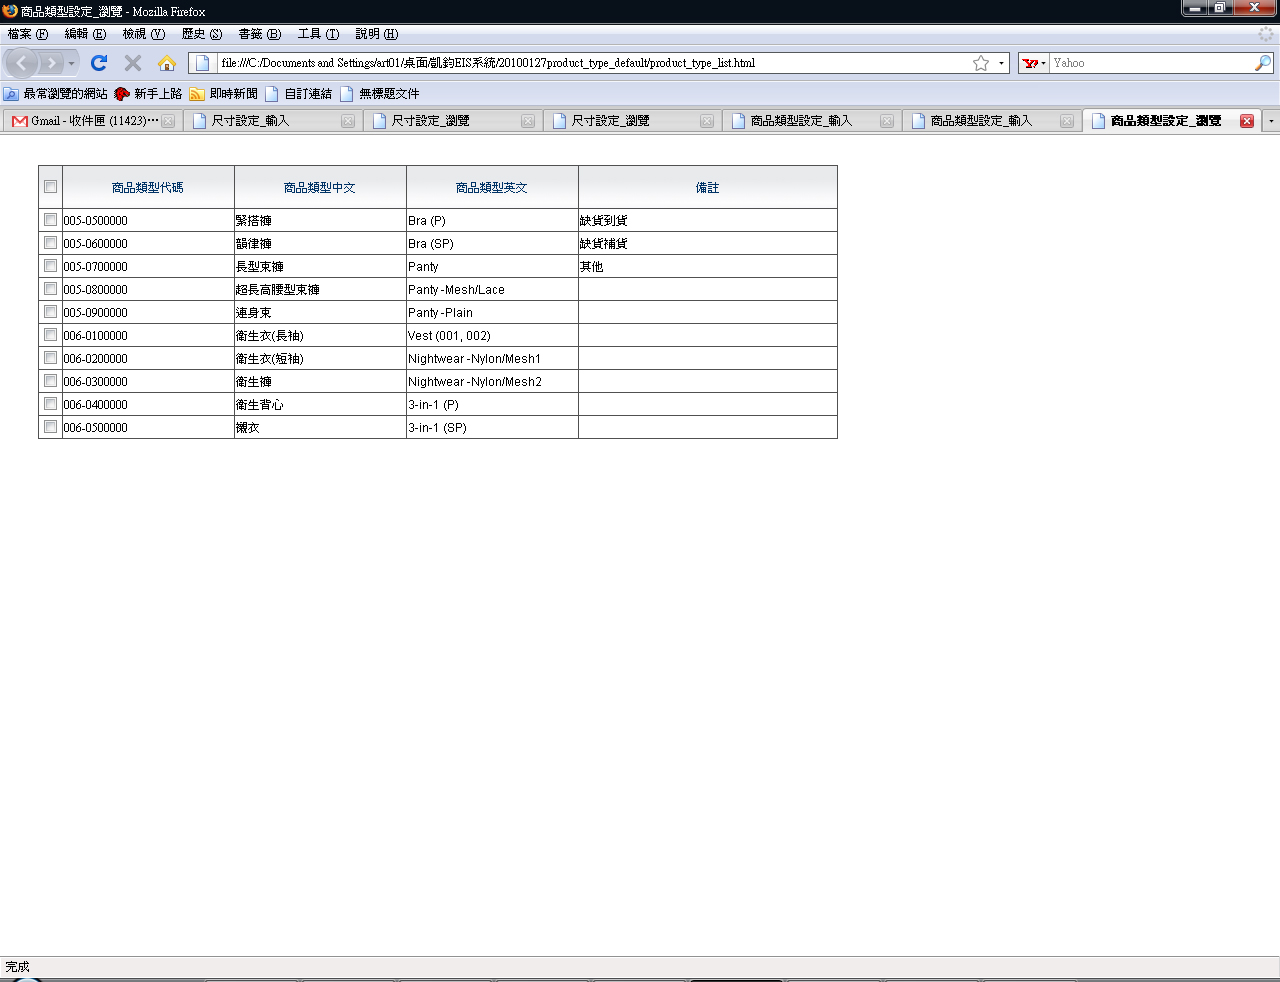 商品類型設定_瀏覽 - Mozilla Firefox
檔案 (F) 編輯 (E) 檢視 (V) 歷史 (S) 書籤 (B) 工具 (T) 說明 (H)
file:///C:/Documents and Settings/art01/桌面/凱鈞EIS系統/20100127product_type_default/product_type_list.html Yahoo
最常瀏覽的網站 新手上路 即時新聞 自訂連結 無標題文件
Gmail - 收件匣 (11423)… 尺寸設定_輸入 尺寸設定_瀏覽 尺寸設定_瀏覽 商品類型設定_輸入 商品類型設定_輸入 商品類型設定_瀏覽
商品類型代碼 商品類型中文 商品類型英文 備註
005-0500000 緊搭褲 Bra (P) 缺貨到貨
005-0600000 韻律褲 Bra (SP) 缺貨補貨
005-0700000 長型束褲 Panty 其他
005-0800000 超長高腰型束褲 Panty-Mesh/Lace
005-0900000 連身束 Panty-Plain
006-0100000 衛生衣(長袖) Vest (001, 002)
006-0200000 衛生衣(短袖) Nightwear-Nylon/Mesh1
006-0300000 衛生褲 Nightwear-Nylon/Mesh2
006-0400000 衛生背心 3-in-1 (P)
006-0500000 襯衣 3-in-1 (SP)
完成